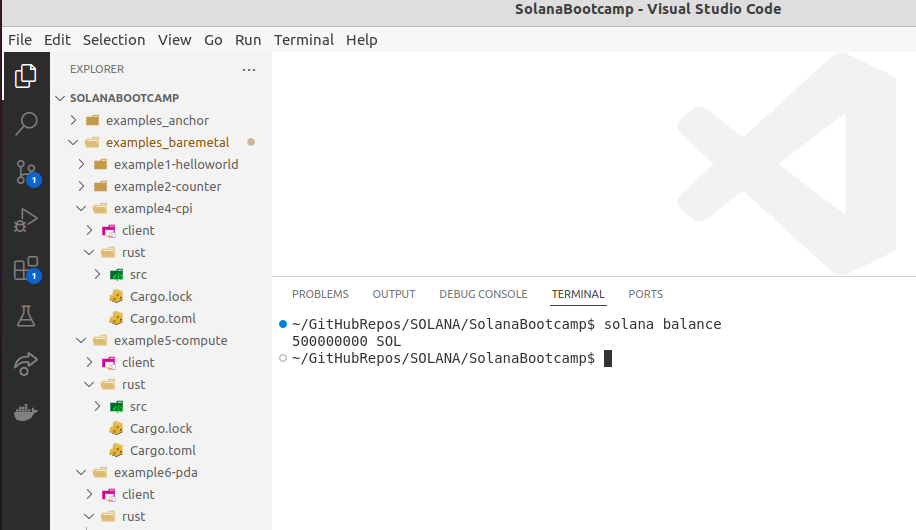 SolanaBootcamp - Visual Studio Code
File Edit Selection View Go Run Terminal Help
EXPLORER ...
SOLANABOOTCAMP
examples_anchor
examples_baremetal
example1-helloworld
example2-counter
example4-cpi
client
rust
src
Cargo.lock
Cargo.toml
example5-compute
client
rust
src
Cargo.lock
Cargo.toml
example6-pda
client
rust
1
1
PROBLEMS OUTPUT DEBUG CONSOLE TERMINAL PORTS
~/GitHubRepos/SOLANA/SolanaBootcamp$ solana balance
500000000 SOL
~/GitHubRepos/SOLANA/SolanaBootcamp$